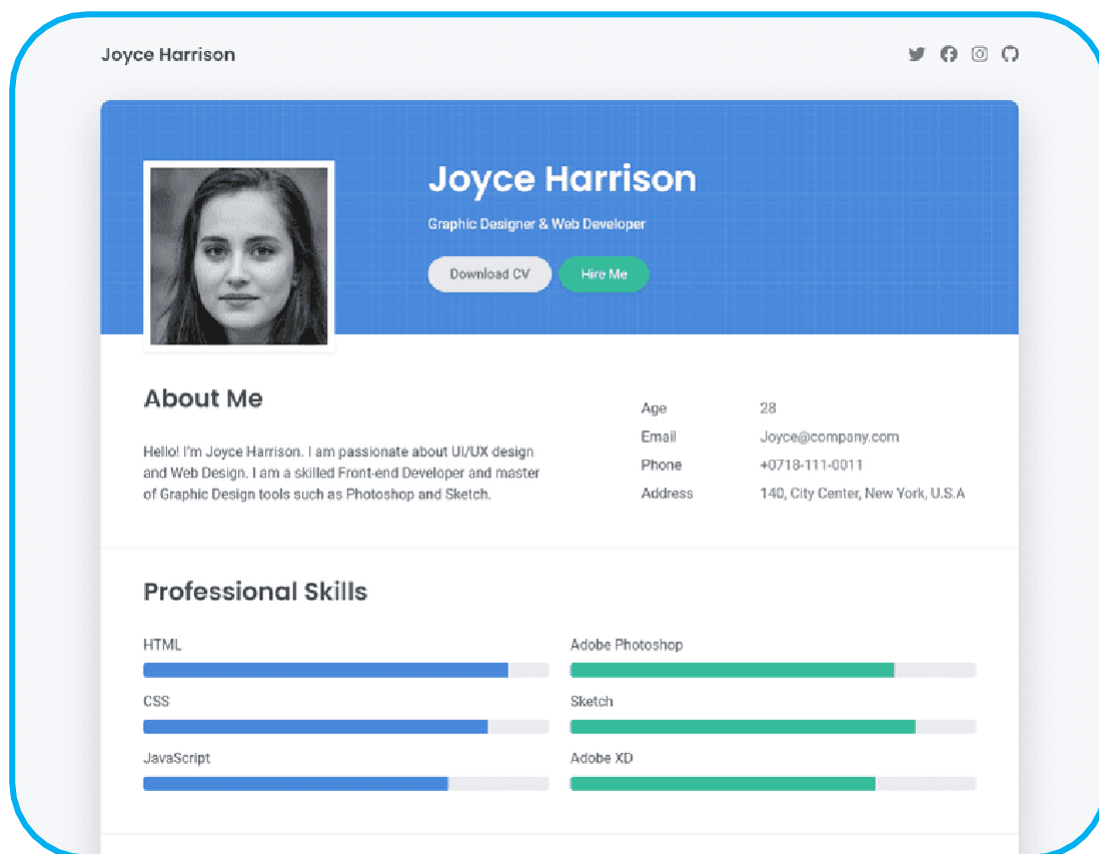 Joyce Harrison
Joyce Harrison
Graphic Designer & Web Developer
Download CV
Hire Me
About Me
Hello! I'm Joyce Harrison. I am passionate about UI/UX design
and Web Design. I am a skilled Front-end Developer and master
of Graphic Design tools such as Photoshop and Sketch.
Age 28
Email Joyce@company.com
Phone +0718-111-0011
Address 140, City Center, New York, U.S.A
Professional Skills
HTML
CSS
JavaScript
Adobe Photoshop
Sketch
Adobe XD